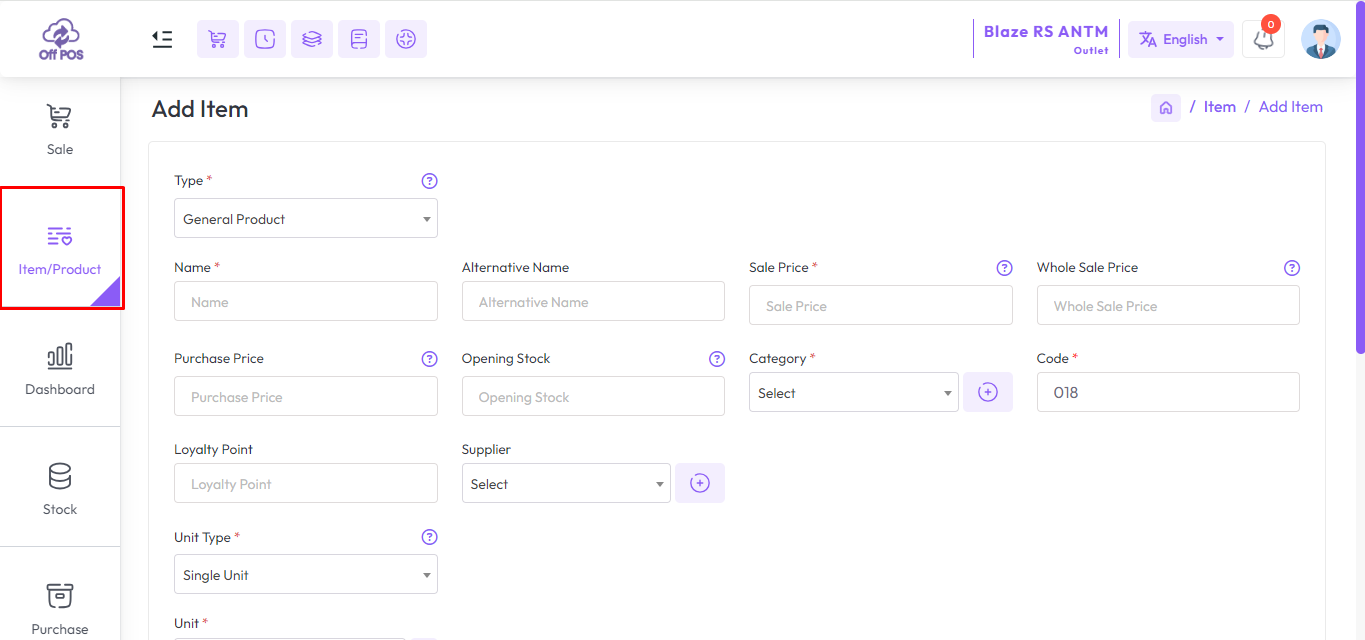 Off POS
Blaze RS ANTM
Outlet
English
0
Sale
Item/Product
Dashboard
Stock
Purchase
Add Item
/ Item / Add Item
Type * ?
General Product
Name *
Alternative Name
Sale Price * ?
Whole Sale Price ?
Name
Alternative Name
Sale Price
Whole Sale Price
Purchase Price ?
Opening Stock ?
Category *
Code *
Purchase Price
Opening Stock
Select
018
Loyalty Point
Supplier
Loyalty Point
Select
Unit Type * ?
Single Unit
Unit *